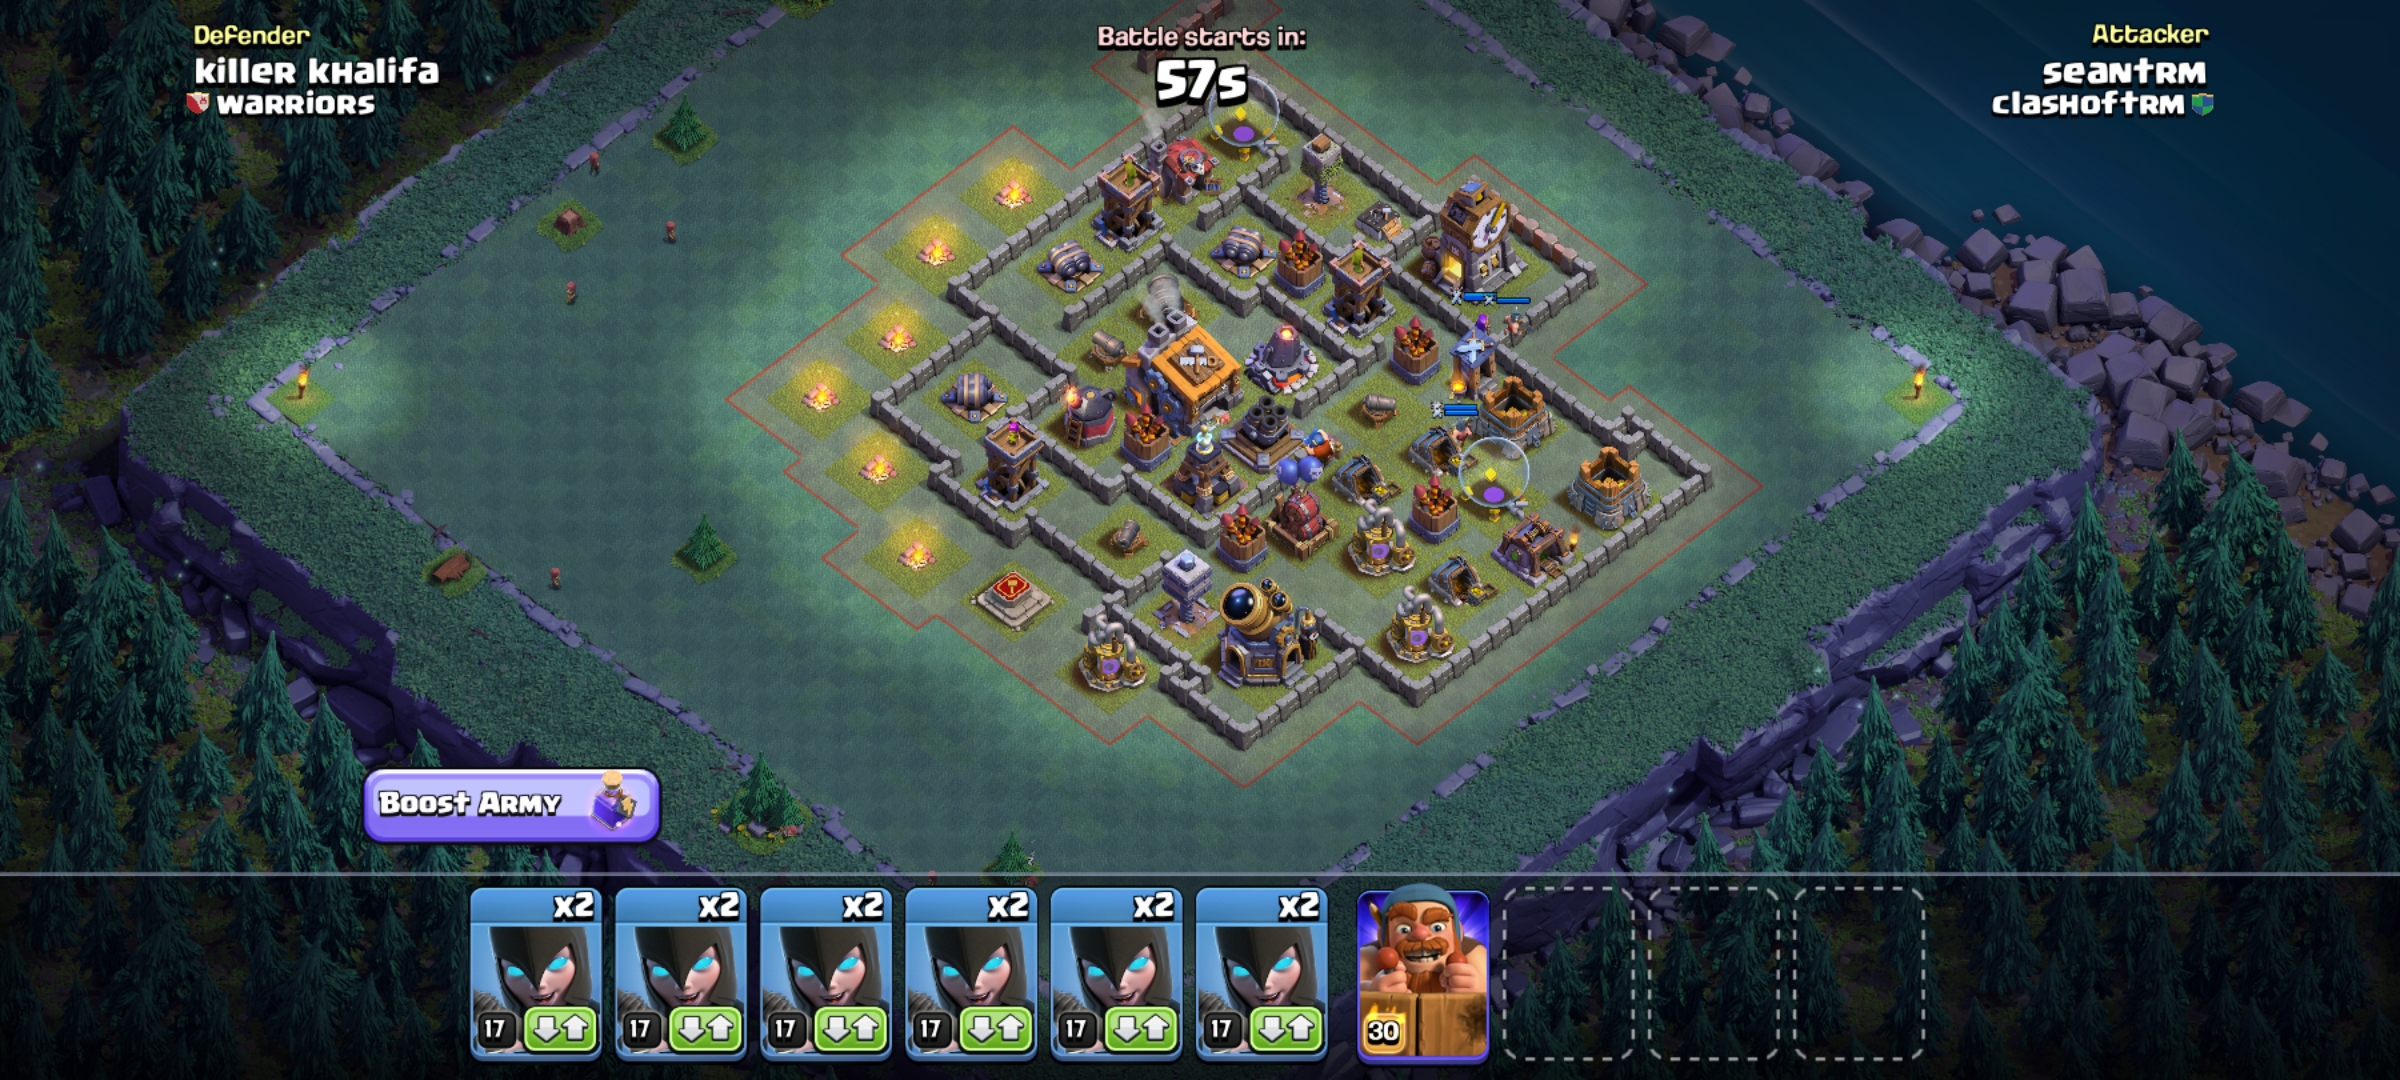 Defender
killer khalifa
WARRIORS
Battle starts in:
57s
Attacker
seantrm
clashoftrm
Boost Army
x2
x2
x2
x2
x2
x2
17
17
17
17
17
17
30